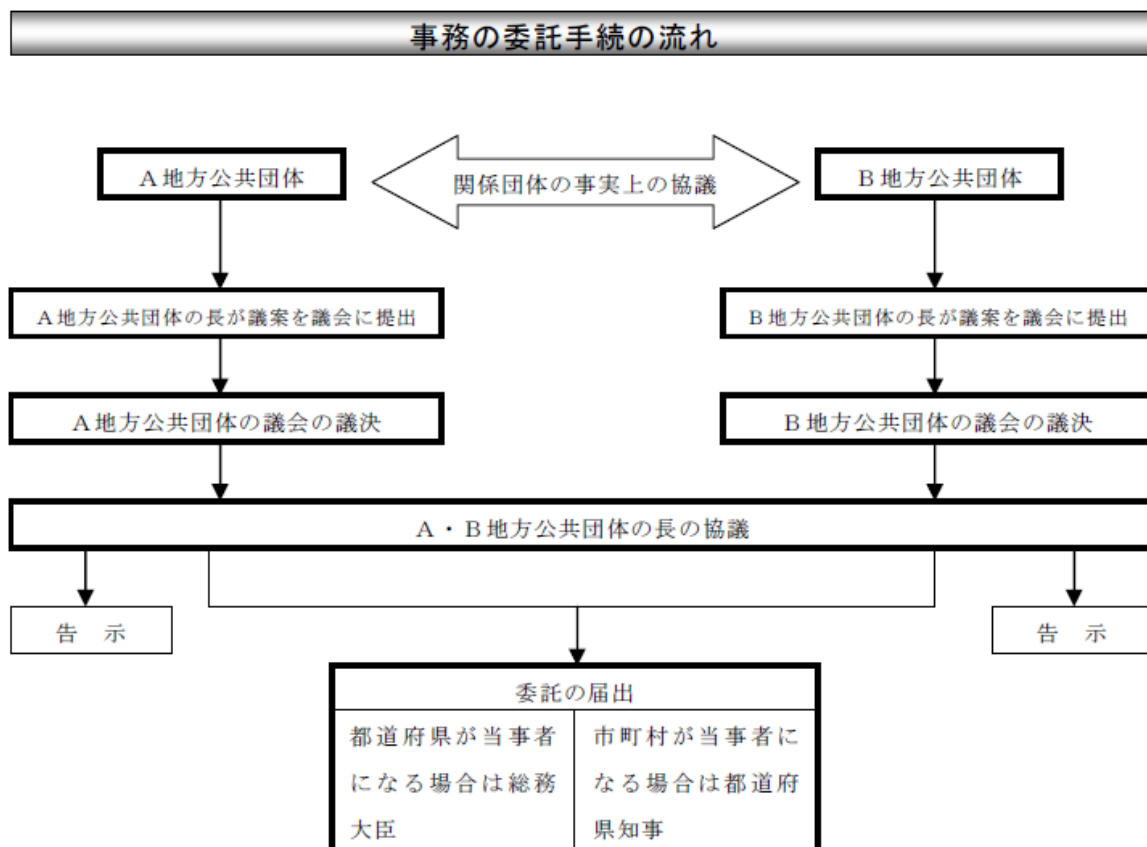 事務の委託手続の流れ
A地方公共団体
関係団体の事実上の協議
B地方公共団体
A地方公共団体の長が議案を議会に提出
B地方公共団体の長が議案を議会に提出
A地方公共団体の議会の議決
B地方公共団体の議会の議決
A・B地方公共団体の長の協議
告 示
告 示
委託の届出
都道府県が当事者
になる場合は総務
大臣
市町村が当事者に
なる場合は都道府
県知事